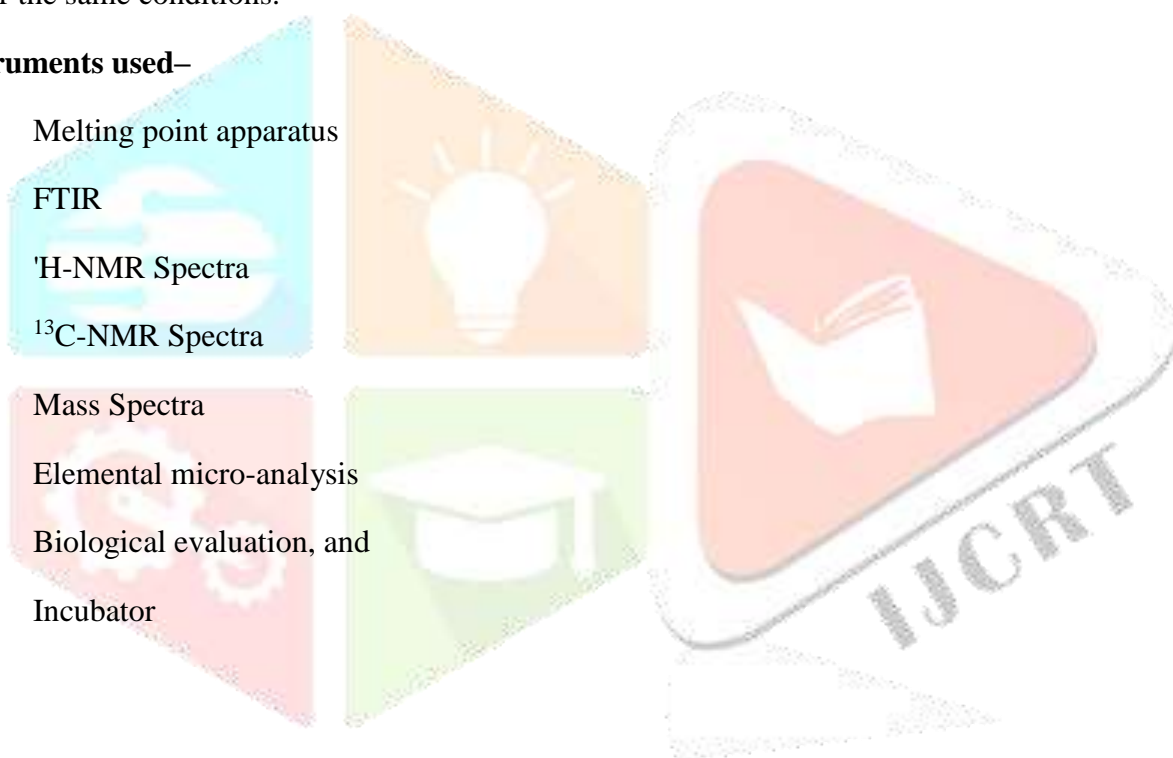 the same conditions.
ruments used–
Melting point apparatus
FTIR
'H-NMR Spectra
¹³C-NMR Spectra
Mass Spectra
Elemental micro-analysis
Biological evaluation, and
Incubator
IJCRT